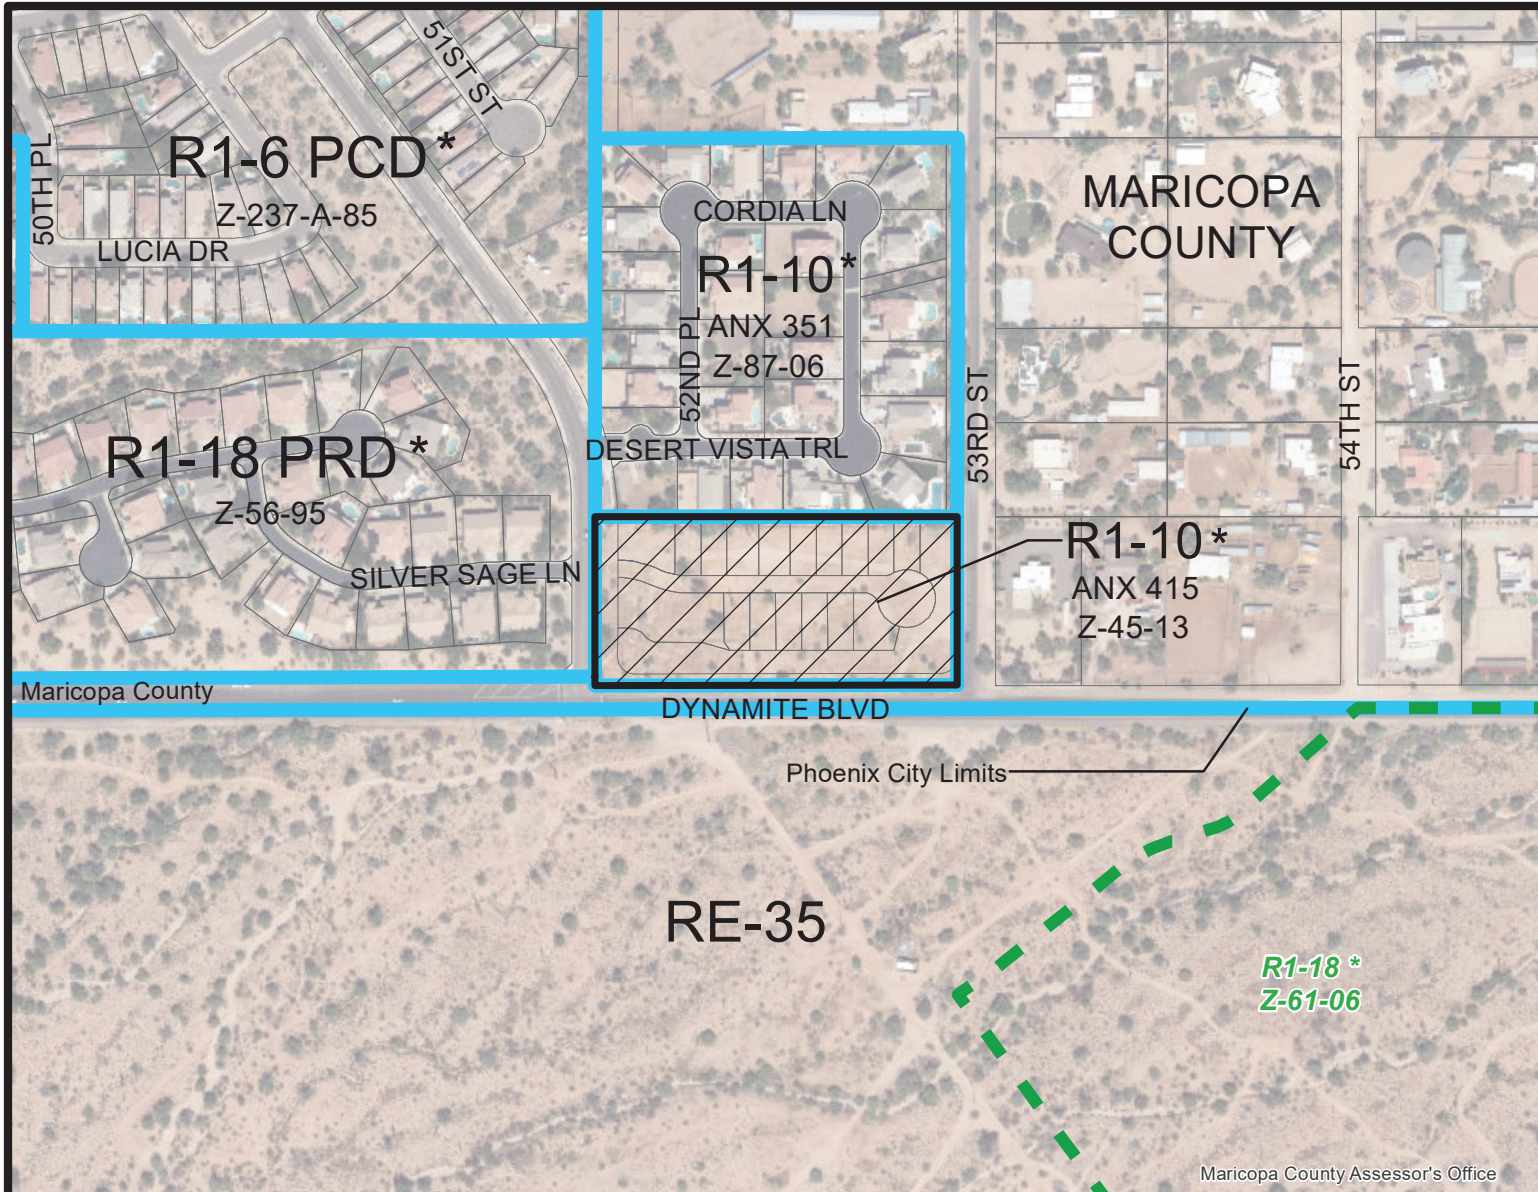 51ST ST
50TH PL
R1-6 PCD *
Z-237-A-85
LUCIA DR
CORDIA LN
R1-10 *
ANX 351
Z-87-06
52ND PL
DESERT VISTA TRL
MARICOPA
COUNTY
53RD ST
54TH ST
R1-18 PRD *
Z-56-95
SILVER SAGE LN
R1-10 *
ANX 415
Z-45-13
Maricopa County
DYNAMITE BLVD
Phoenix City Limits
RE-35
R1-18 *
Z-61-06
Maricopa County Assessor's Office